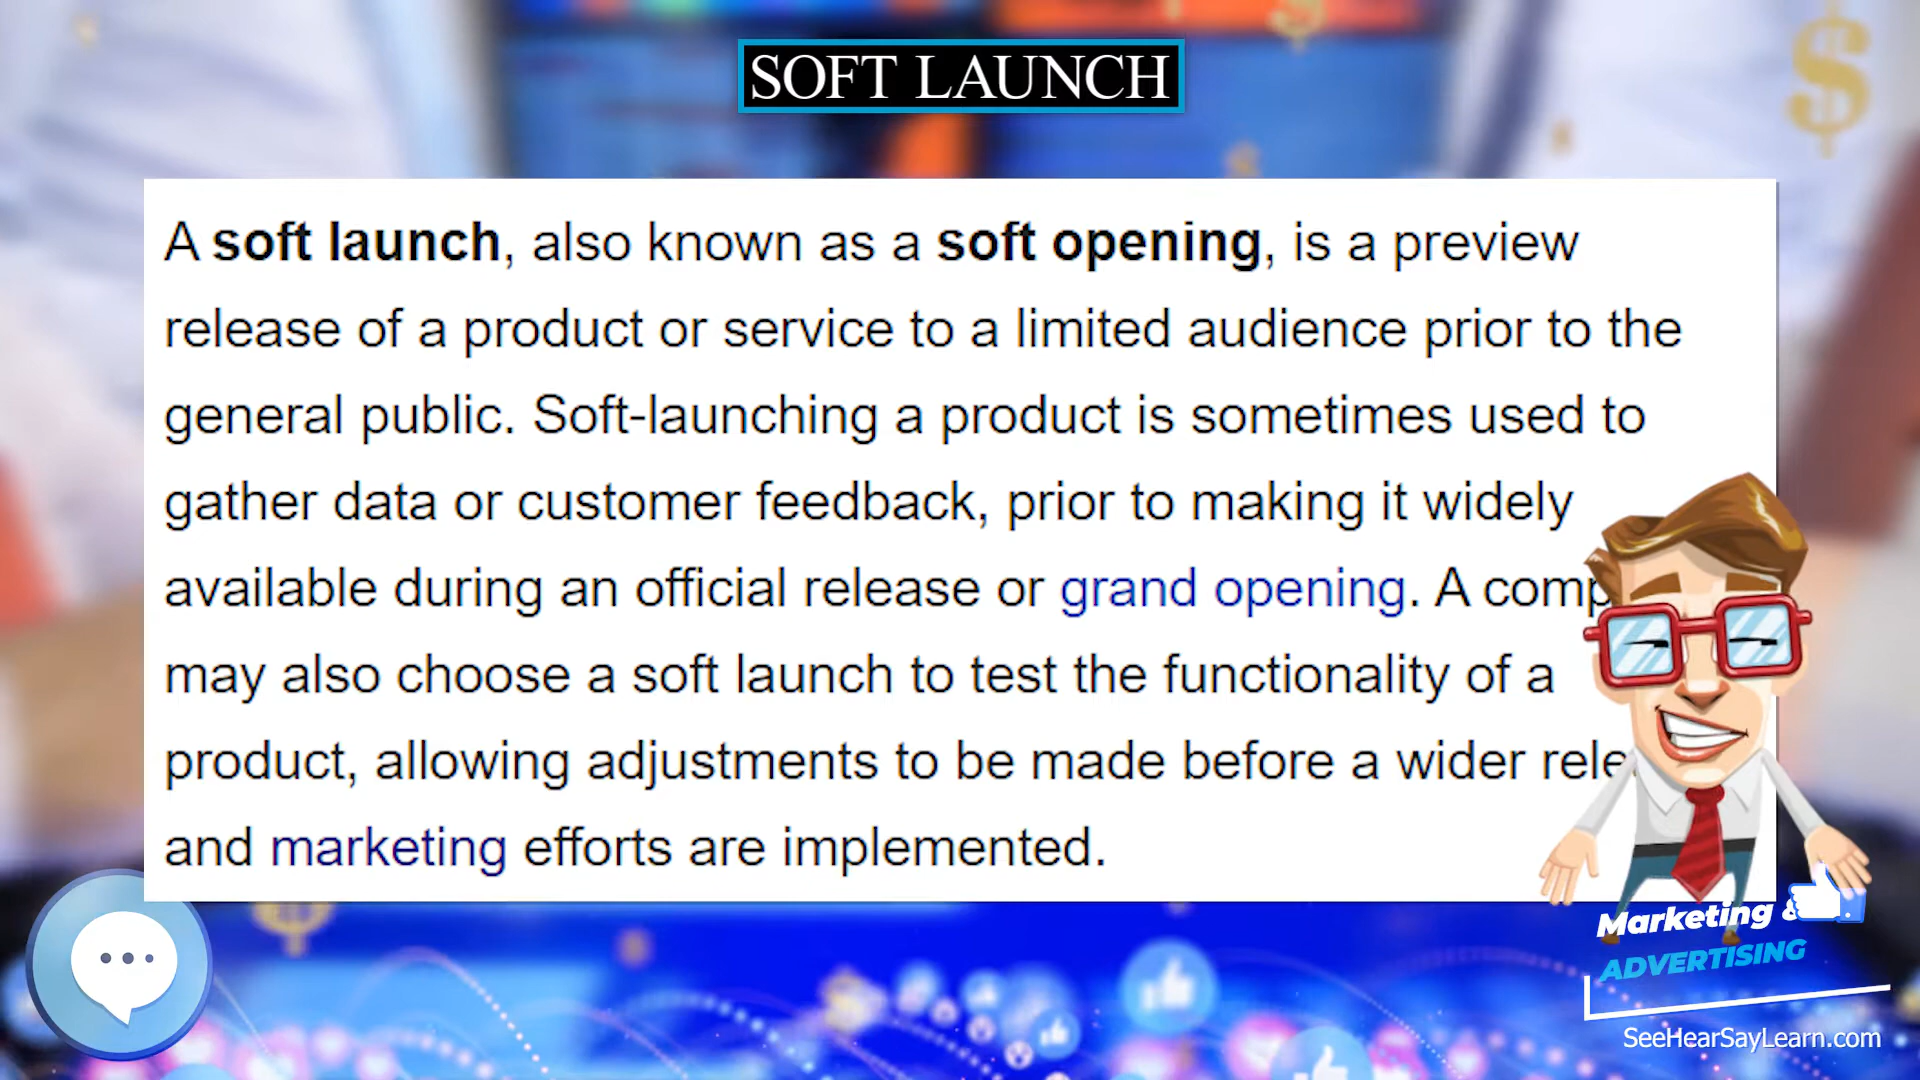 SOFT LAUNCH
A soft launch, also known as a soft opening, is a preview
release of a product or service to a limited audience prior to the
general public. Soft-launching a product is sometimes used to
gather data or customer feedback, prior to making it widely
available during an official release or grand opening. A
may also choose a soft launch to test the functionality of a
product, allowing adjustments to be made before a wider
and marketing efforts are implemented.
Marketing &
ADVERTISING
SeeHearSayLearn.com